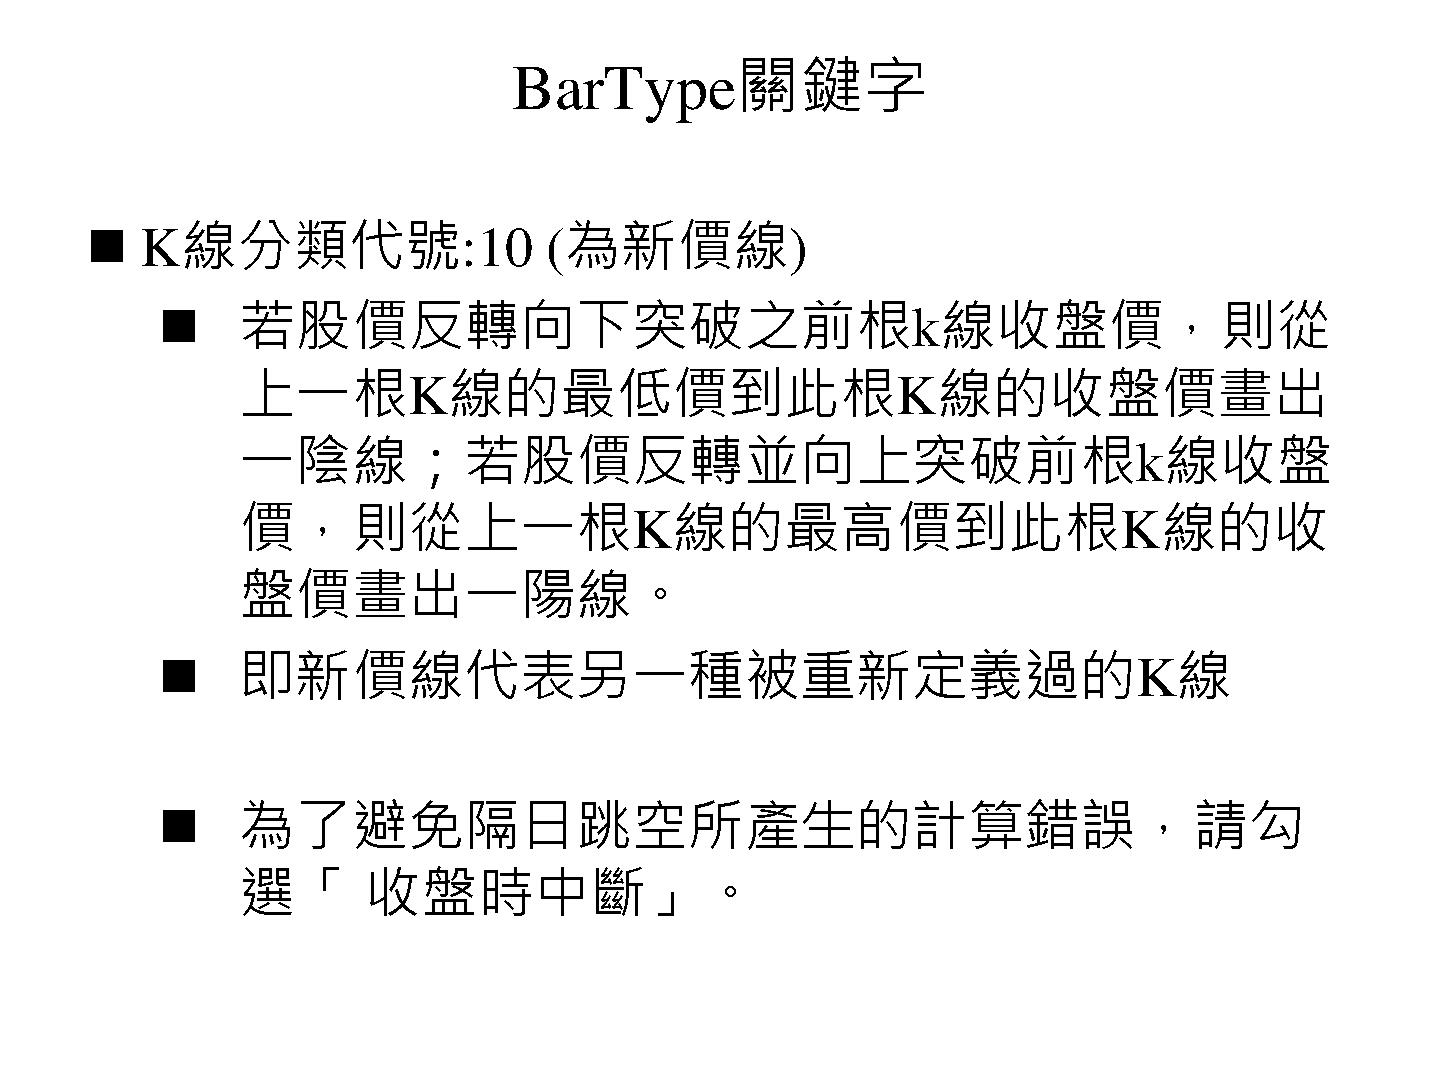 BarType關鍵字
■ K線分類代號:10 (為新價線)
■ 若股價反轉向下突破之前根k線收盤價，則從
上一根K線的最低價到此根K線的收盤價畫出
一陰線；若股價反轉並向上突破前根k線收盤
價，則從上一根K線的最高價到此根K線的收
盤價畫出一陽線。
■ 即新價線代表另一種被重新定義過的K線
■ 為了避免隔日跳空所產生的計算錯誤，請勾
選「 收盤時中斷」。